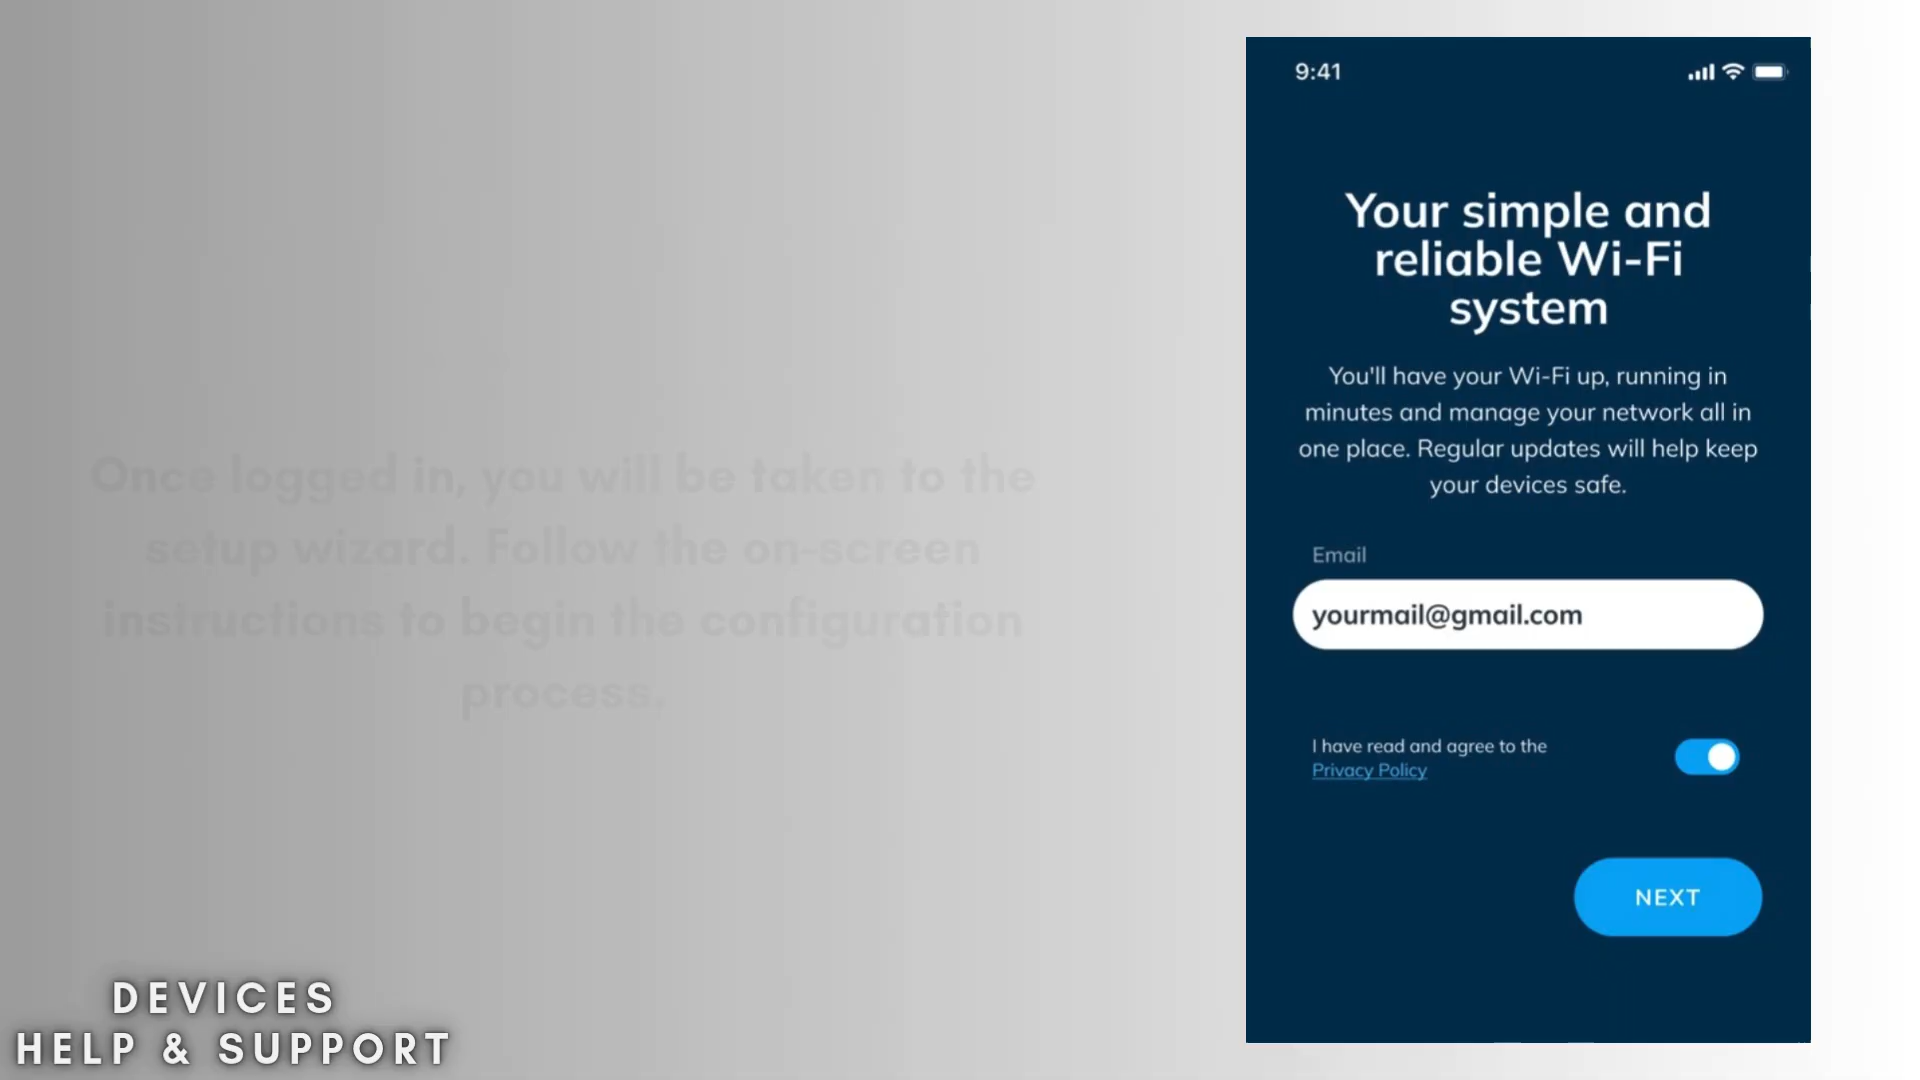 Once logged in, you will be taken to the
setup wizard. Follow the on-screen
instructions to begin the configuration
process.
DEVICES
HELP & SUPPORT
9:41
Your simple and
reliable Wi-Fi
system
You'll have your Wi-Fi up, running in
minutes and manage your network all in
one place. Regular updates will help keep
your devices safe.
Email
yourmail@gmail.com
I have read and agree to the
Privacy Policy
NEXT